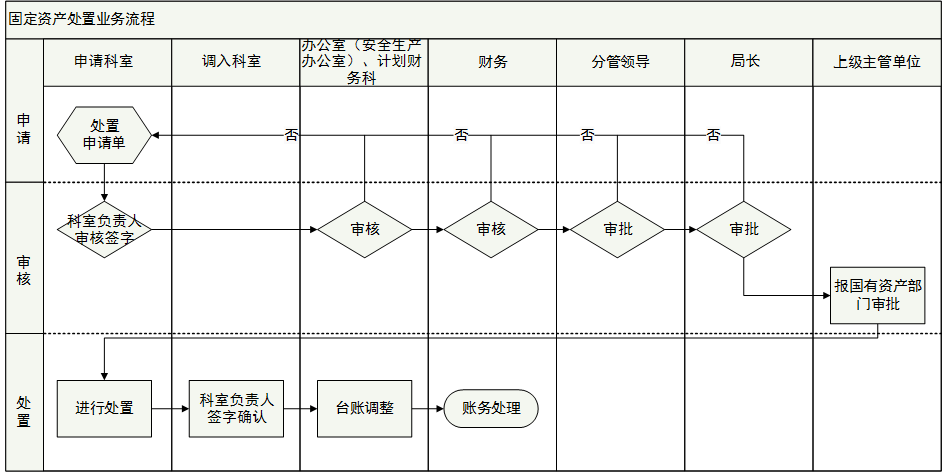 固定资产处置业务流程
申请科室
调入科室
办公室（安全生产
办公室）、计划财
务科
财务
分管领导
局长
上级主管单位
申
请
处置
申请单
否
否
否
否
审
核
科室负责人
审核签字
审核
审核
审批
审批
报国有资产部
门审批
处
置
进行处置
科室负责人
签字确认
台账调整
账务处理